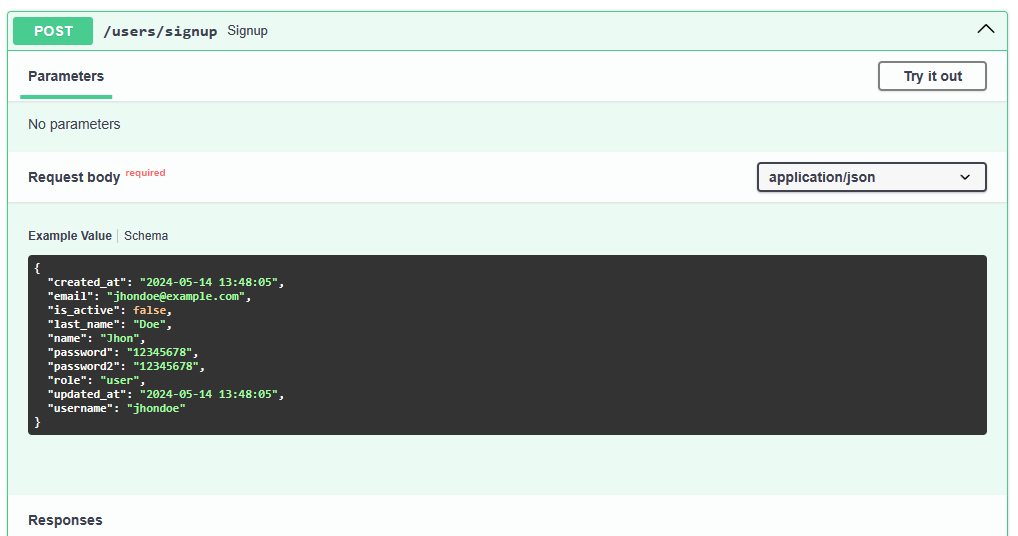 POST /users/signup Signup
Parameters
Try it out
No parameters
Request body required
application/json
Example Value Schema
{
  "created_at": "2024-05-14 13:48:05",
  "email": "jhondoe@example.com",
  "is_active": false,
  "last_name": "Doe",
  "name": "Jhon",
  "password": "12345678",
  "password2": "12345678",
  "role": "user",
  "updated_at": "2024-05-14 13:48:05",
  "username": "jhondoe"
}
Responses